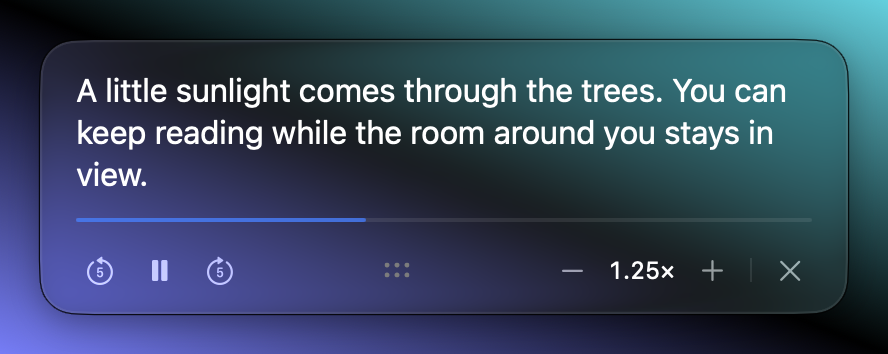 A little sunlight comes through the trees. You can
keep reading while the room around you stays in
view.
5
5
1.25×